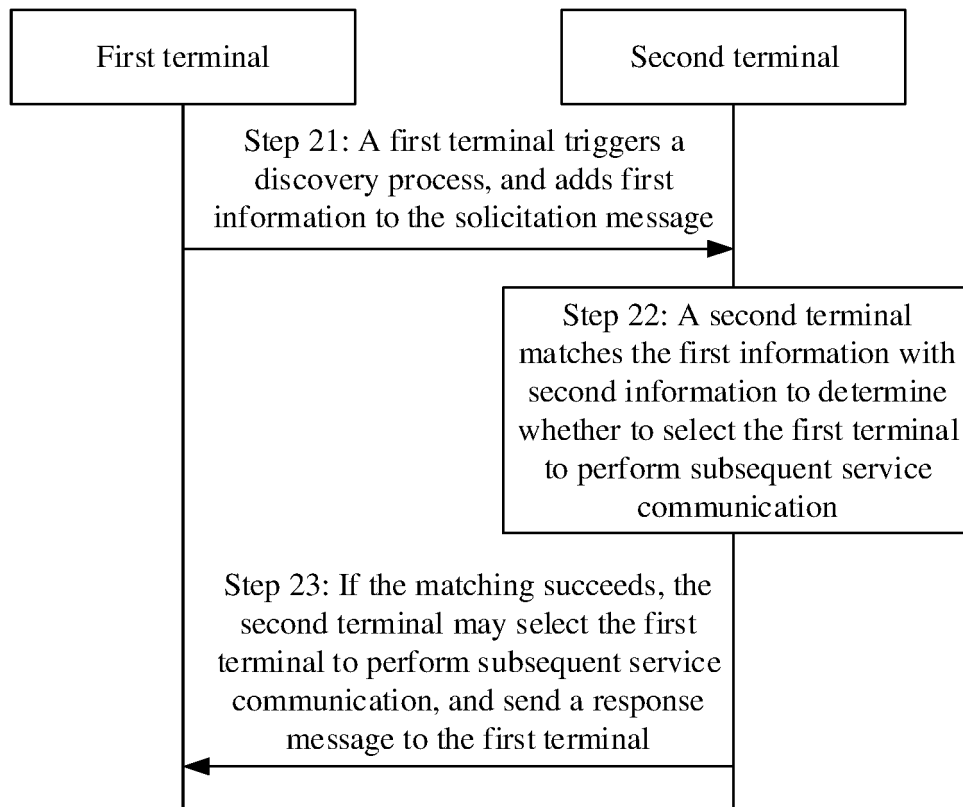 First terminal
Second terminal
Step 21: A first terminal triggers a
discovery process, and adds first
information to the solicitation message
Step 22: A second terminal
matches the first information with
second information to determine
whether to select the first terminal
to perform subsequent service
communication
Step 23: If the matching succeeds, the
second terminal may select the first
terminal to perform subsequent service
communication, and send a response
message to the first terminal